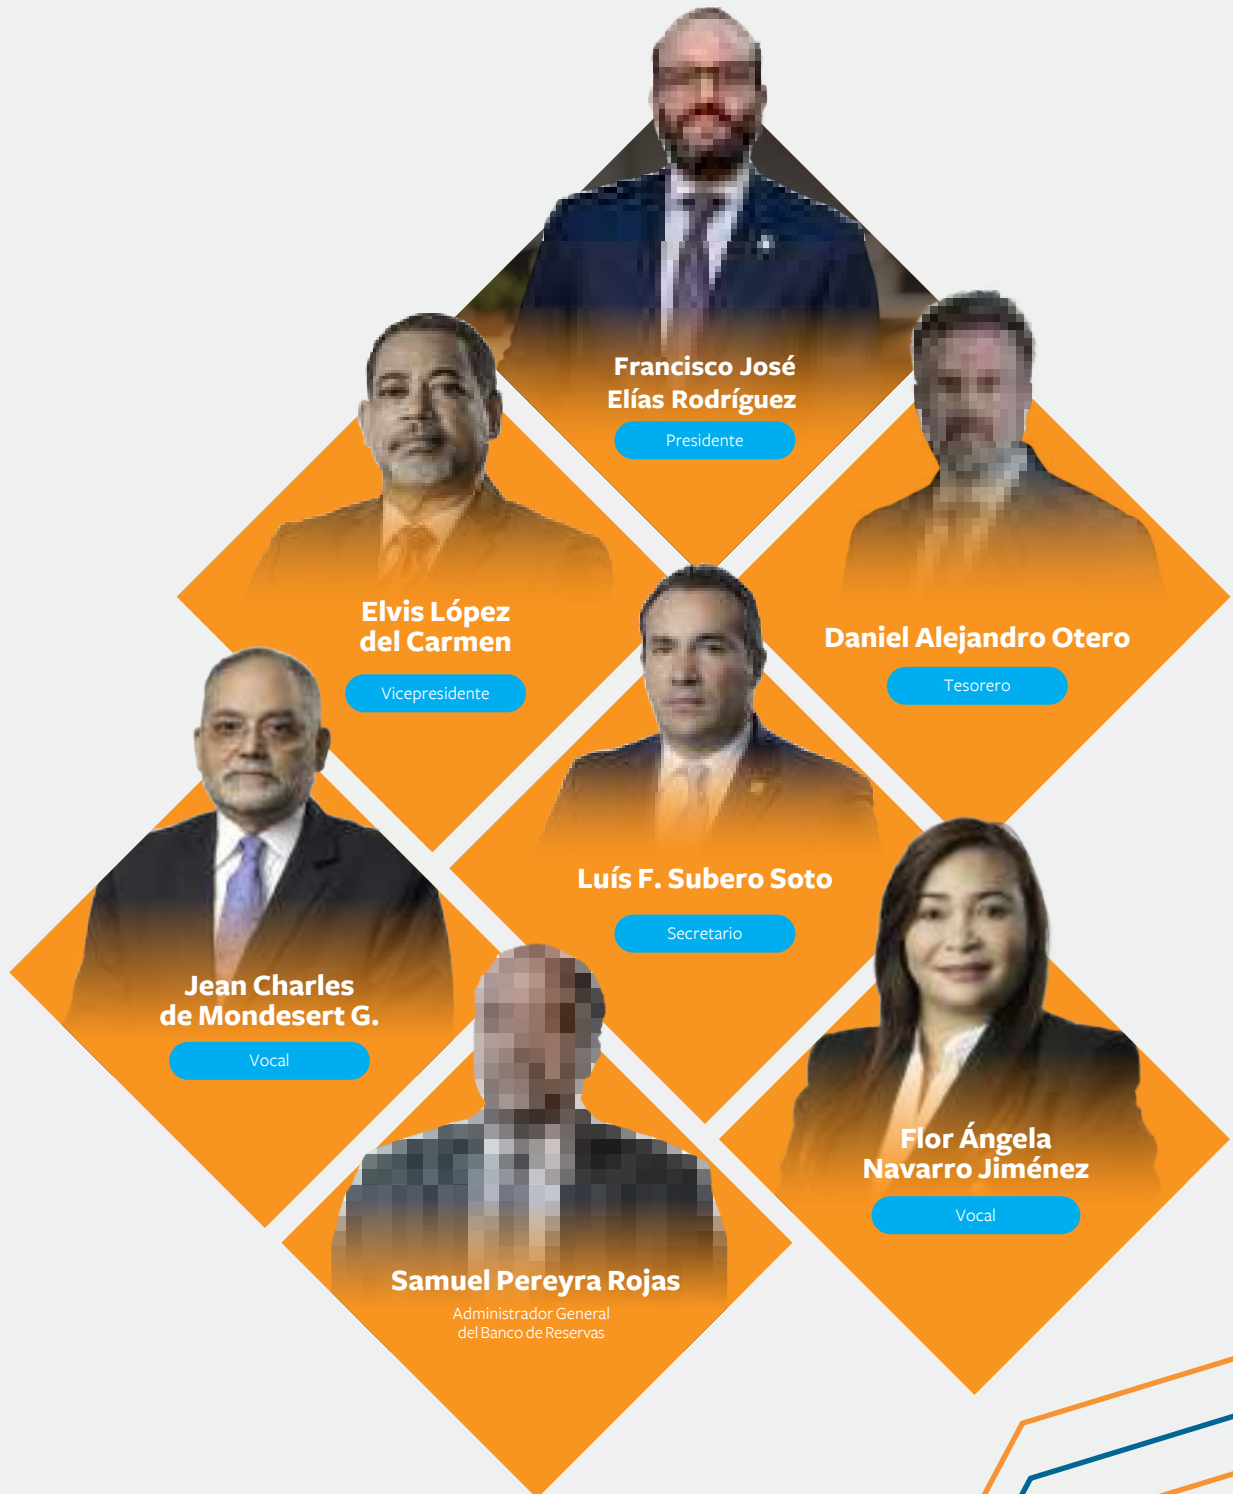 Francisco José
Elías Rodríguez
Presidente
Elvis López
del Carmen
Vicepresidente
Daniel Alejandro Otero
Tesorero
Luís F. Subero Soto
Secretario
Jean Charles
de Mondesert G.
Vocal
Flor Ángela
Navarro Jiménez
Vocal
Samuel Pereyra Rojas
Administrador General
del Banco de Reservas